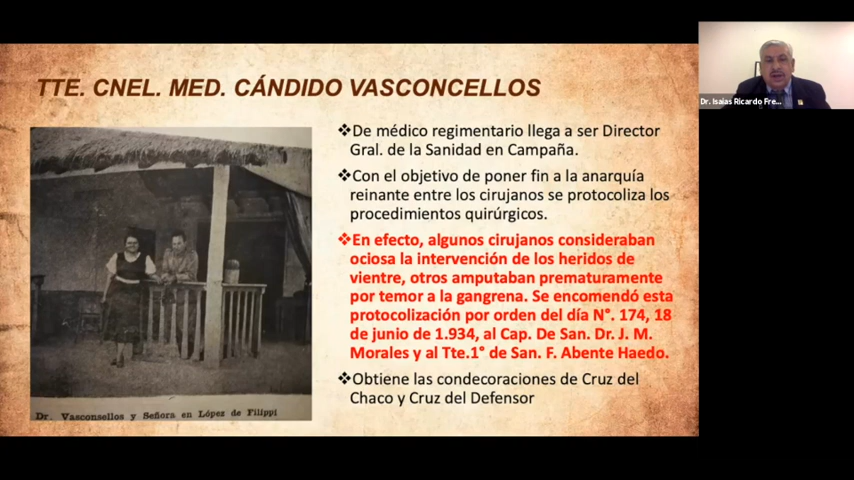 TTE. CNEL. MED. CÁNDIDO VASCONCELLOS
Dr. Isaías Ricardo Fre...
❖De médico regimentario llega a ser Director
Gral. de la Sanidad en Campaña.
❖Con el objetivo de poner fin a la anarquía
reinante entre los cirujanos se protocoliza los
procedimientos quirúrgicos.
❖En efecto, algunos cirujanos consideraban
ociosa la intervención de los heridos de
vientre, otros amputaban prematuramente
por temor a la gangrena. Se encomendó esta
protocolización por orden del día N°. 174, 18
de junio de 1.934, al Cap. De San. Dr. J. M.
Morales y al Tte.1° de San. F. Abente Haedo.
❖Obtiene las condecoraciones de Cruz del
Chaco y Cruz del Defensor
Dr. Vasconsellos y Señora en López de Filippi